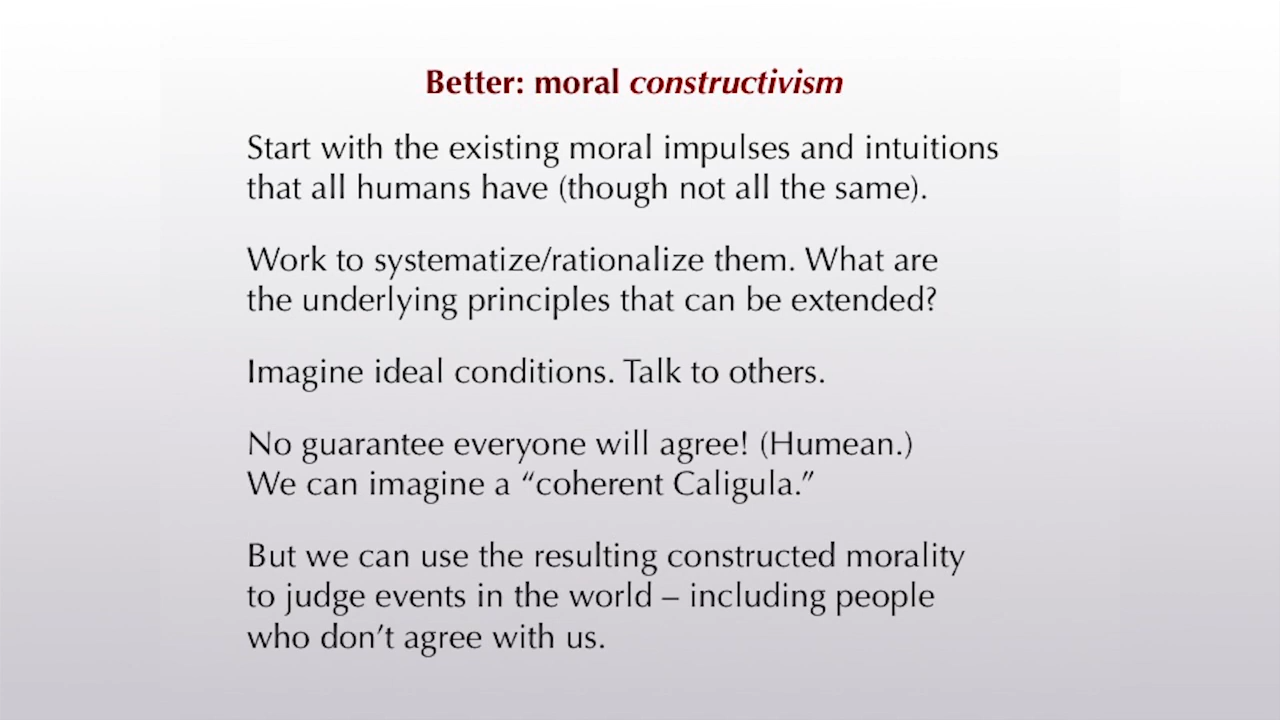 Better: moral constructivism
Start with the existing moral impulses and intuitions
that all humans have (though not all the same).
Work to systematize/rationalize them. What are
the underlying principles that can be extended?
Imagine ideal conditions. Talk to others.
No guarantee everyone will agree! (Humean.)
We can imagine a “coherent Caligula.”
But we can use the resulting constructed morality
to judge events in the world – including people
who don’t agree with us.